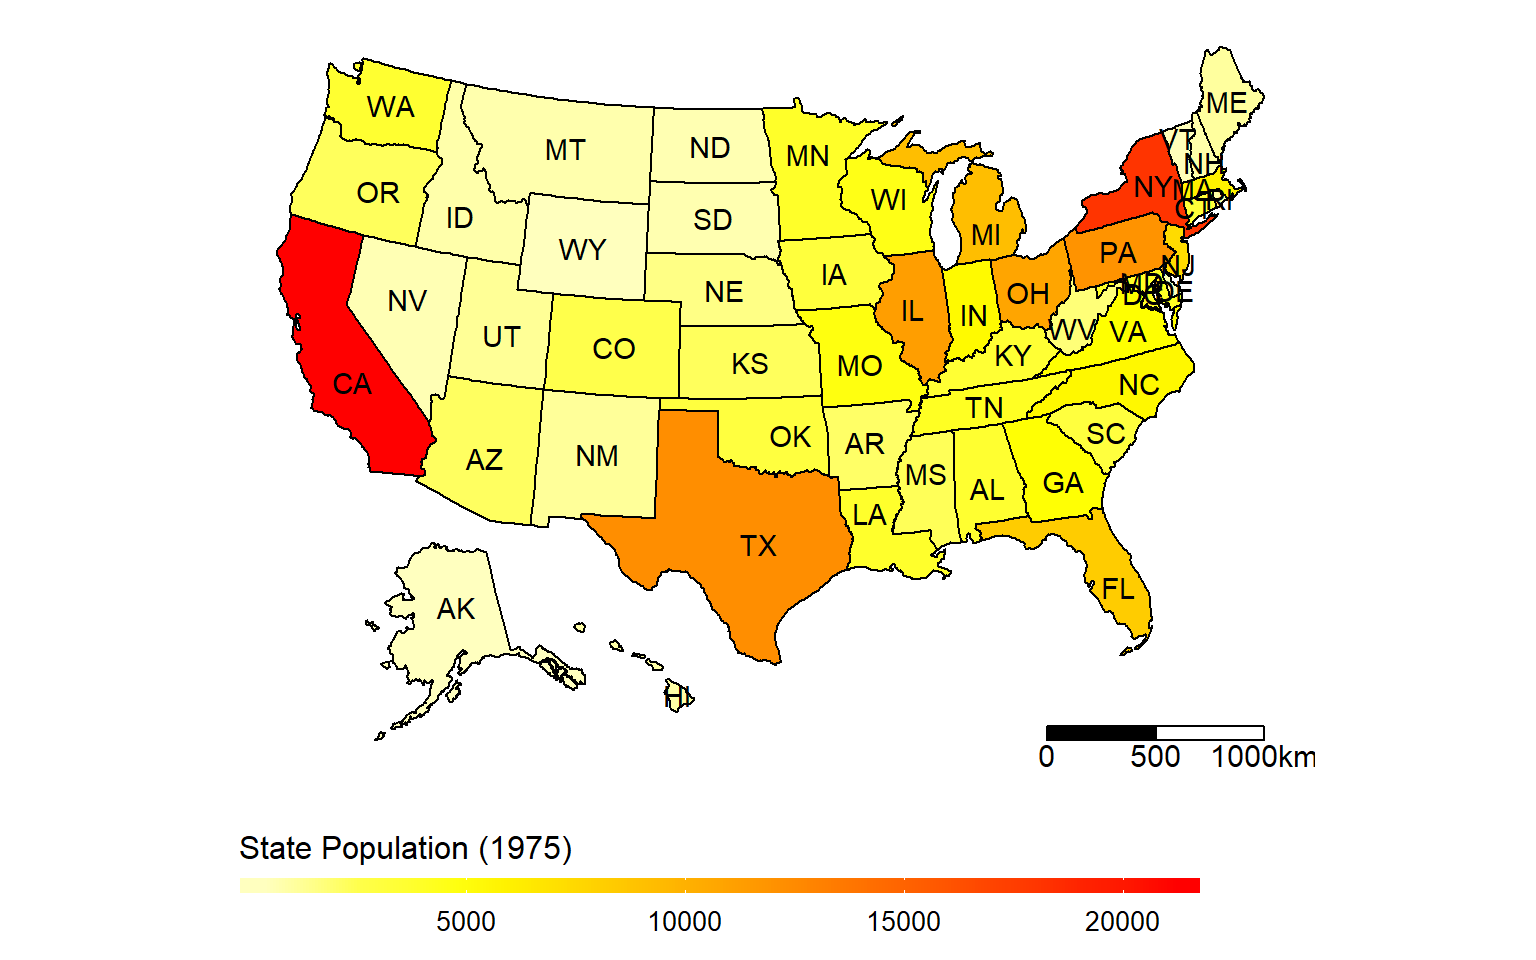 ME
WA
VT
MT
ND
MN
NH
OR
WI
NY
MA
RI
CT
ID
SD
MI
WY
PA
NJ
IA
MD
DC
DE
NV
NE
OH
IL
IN
UT
CO
KS
MO
KY
WV
VA
CA
NC
TN
OK
SC
AR
AZ
NM
MS
AL
GA
LA
TX
FL
AK
HI
0 500 1000km
State Population (1975)
5000 10000 15000 20000